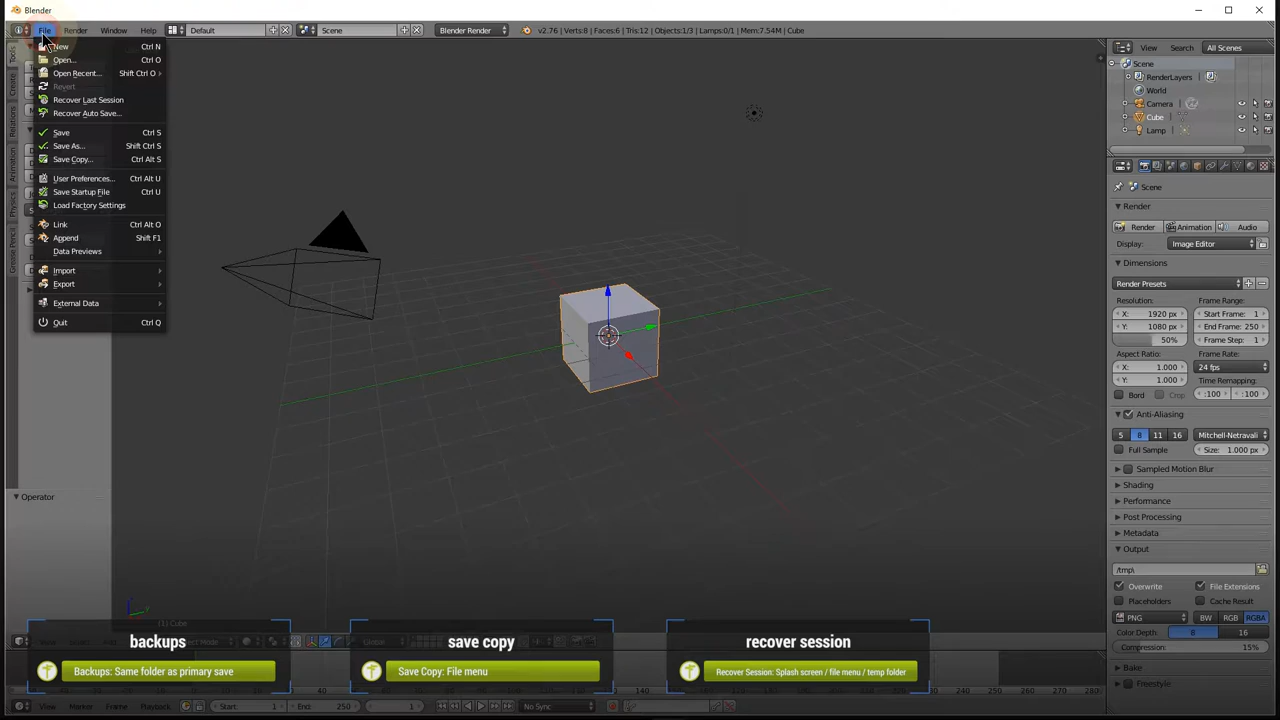 Blender
File Render Window Help Default Scene Blender Render v2.76 | Verts:8 | Faces:6 | Tris:12 | Objects:1/3 | Lamps:0/1 | Mem:7.54M | Cube
New Ctrl N
Open... Ctrl O
Open Recent... Shift Ctrl O
Revert
Recover Last Session
Recover Auto Save...
Save Ctrl S
Save As... Shift Ctrl S
Save Copy... Ctrl Alt S
User Preferences... Ctrl Alt U
Save Startup File Ctrl U
Load Factory Settings
Link Ctrl Alt O
Append Shift F1
Data Previews
Import
Export
External Data
Quit Ctrl Q
Tools
Create
Relations
Animation
Physics
Grease Pencil
Operator
(1) Cube
View Search All Scenes
Scene
RenderLayers
World
Camera
Cube
Lamp
Scene
Render
Render Animation Audio
Display: Image Editor
Dimensions
Render Presets
Resolution: Frame Range:
X: 1920 px Start Frame: 1
Y: 1080 px End Frame: 250
50% Frame Step: 1
Aspect Ratio: Frame Rate:
X: 1.000 24 fps
Y: 1.000 Time Remapping:
Bord Crop :100 :100
Anti-Aliasing
5 8 11 16 Mitchell-Netravali
Full Sample Size: 1.000 px
Sampled Motion Blur
Shading
Performance
Post Processing
Metadata
Output
/tmp\
Overwrite File Extensions
Placeholders Cache Result
PNG BW RGB RGBA
Color Depth: 8 16
Compression: 15%
Bake
Freestyle
backups
Backups: Same folder as primary save
save copy
Save Copy: File menu
recover session
Recover Session: Splash screen / file menu / temp folder
View Marker Frame Playback Start: 1 End: 250 1 No Sync